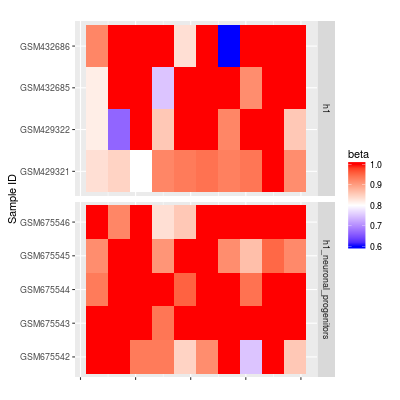 GSM432686
GSM432685
GSM429322
GSM429321
h1
GSM675546
GSM675545
GSM675544
GSM675543
GSM675542
h1_neuronal_progenitors
Sample ID
beta
1.0
0.9
0.8
0.7
0.6